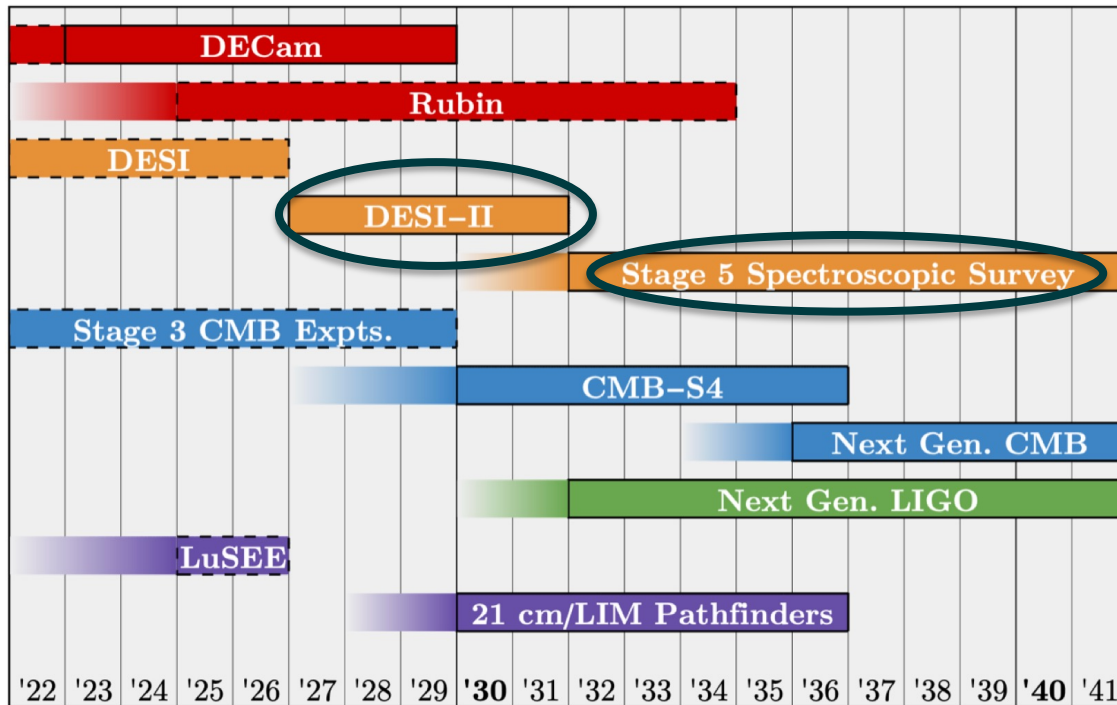 DECam
Rubin
DESI
DESI–II
Stage 5 Spectroscopic Survey
Stage 3 CMB Expts.
CMB–S4
Next Gen. CMB
Next Gen. LIGO
LuSEE
21 cm/LIM Pathfinders
'22 '23 '24 '25 '26 '27 '28 '29 '30 '31 '32 '33 '34 '35 '36 '37 '38 '39 '40 '41